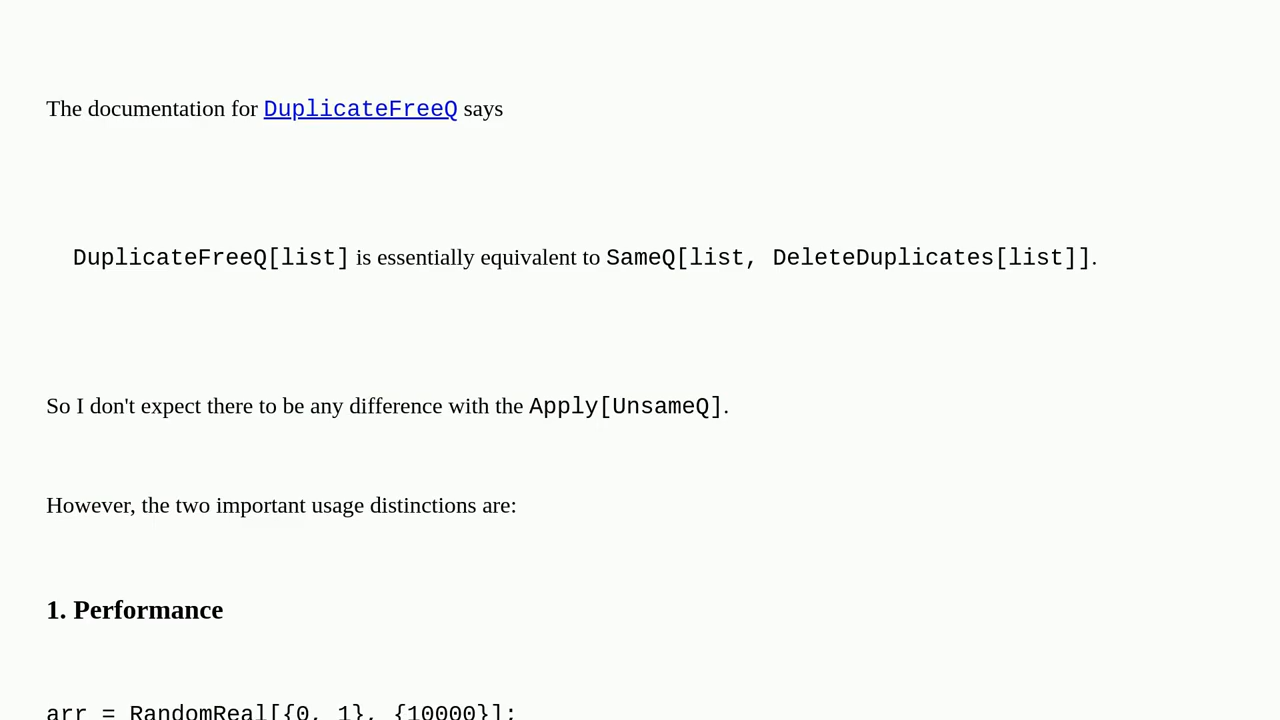 The documentation for DuplicateFreeQ says
DuplicateFreeQ[list] is essentially equivalent to SameQ[list, DeleteDuplicates[list]].
So I don't expect there to be any difference with the Apply[UnsameQ].
However, the two important usage distinctions are:
1. Performance
arr = RandomReal[{0, 1}, {10000}];